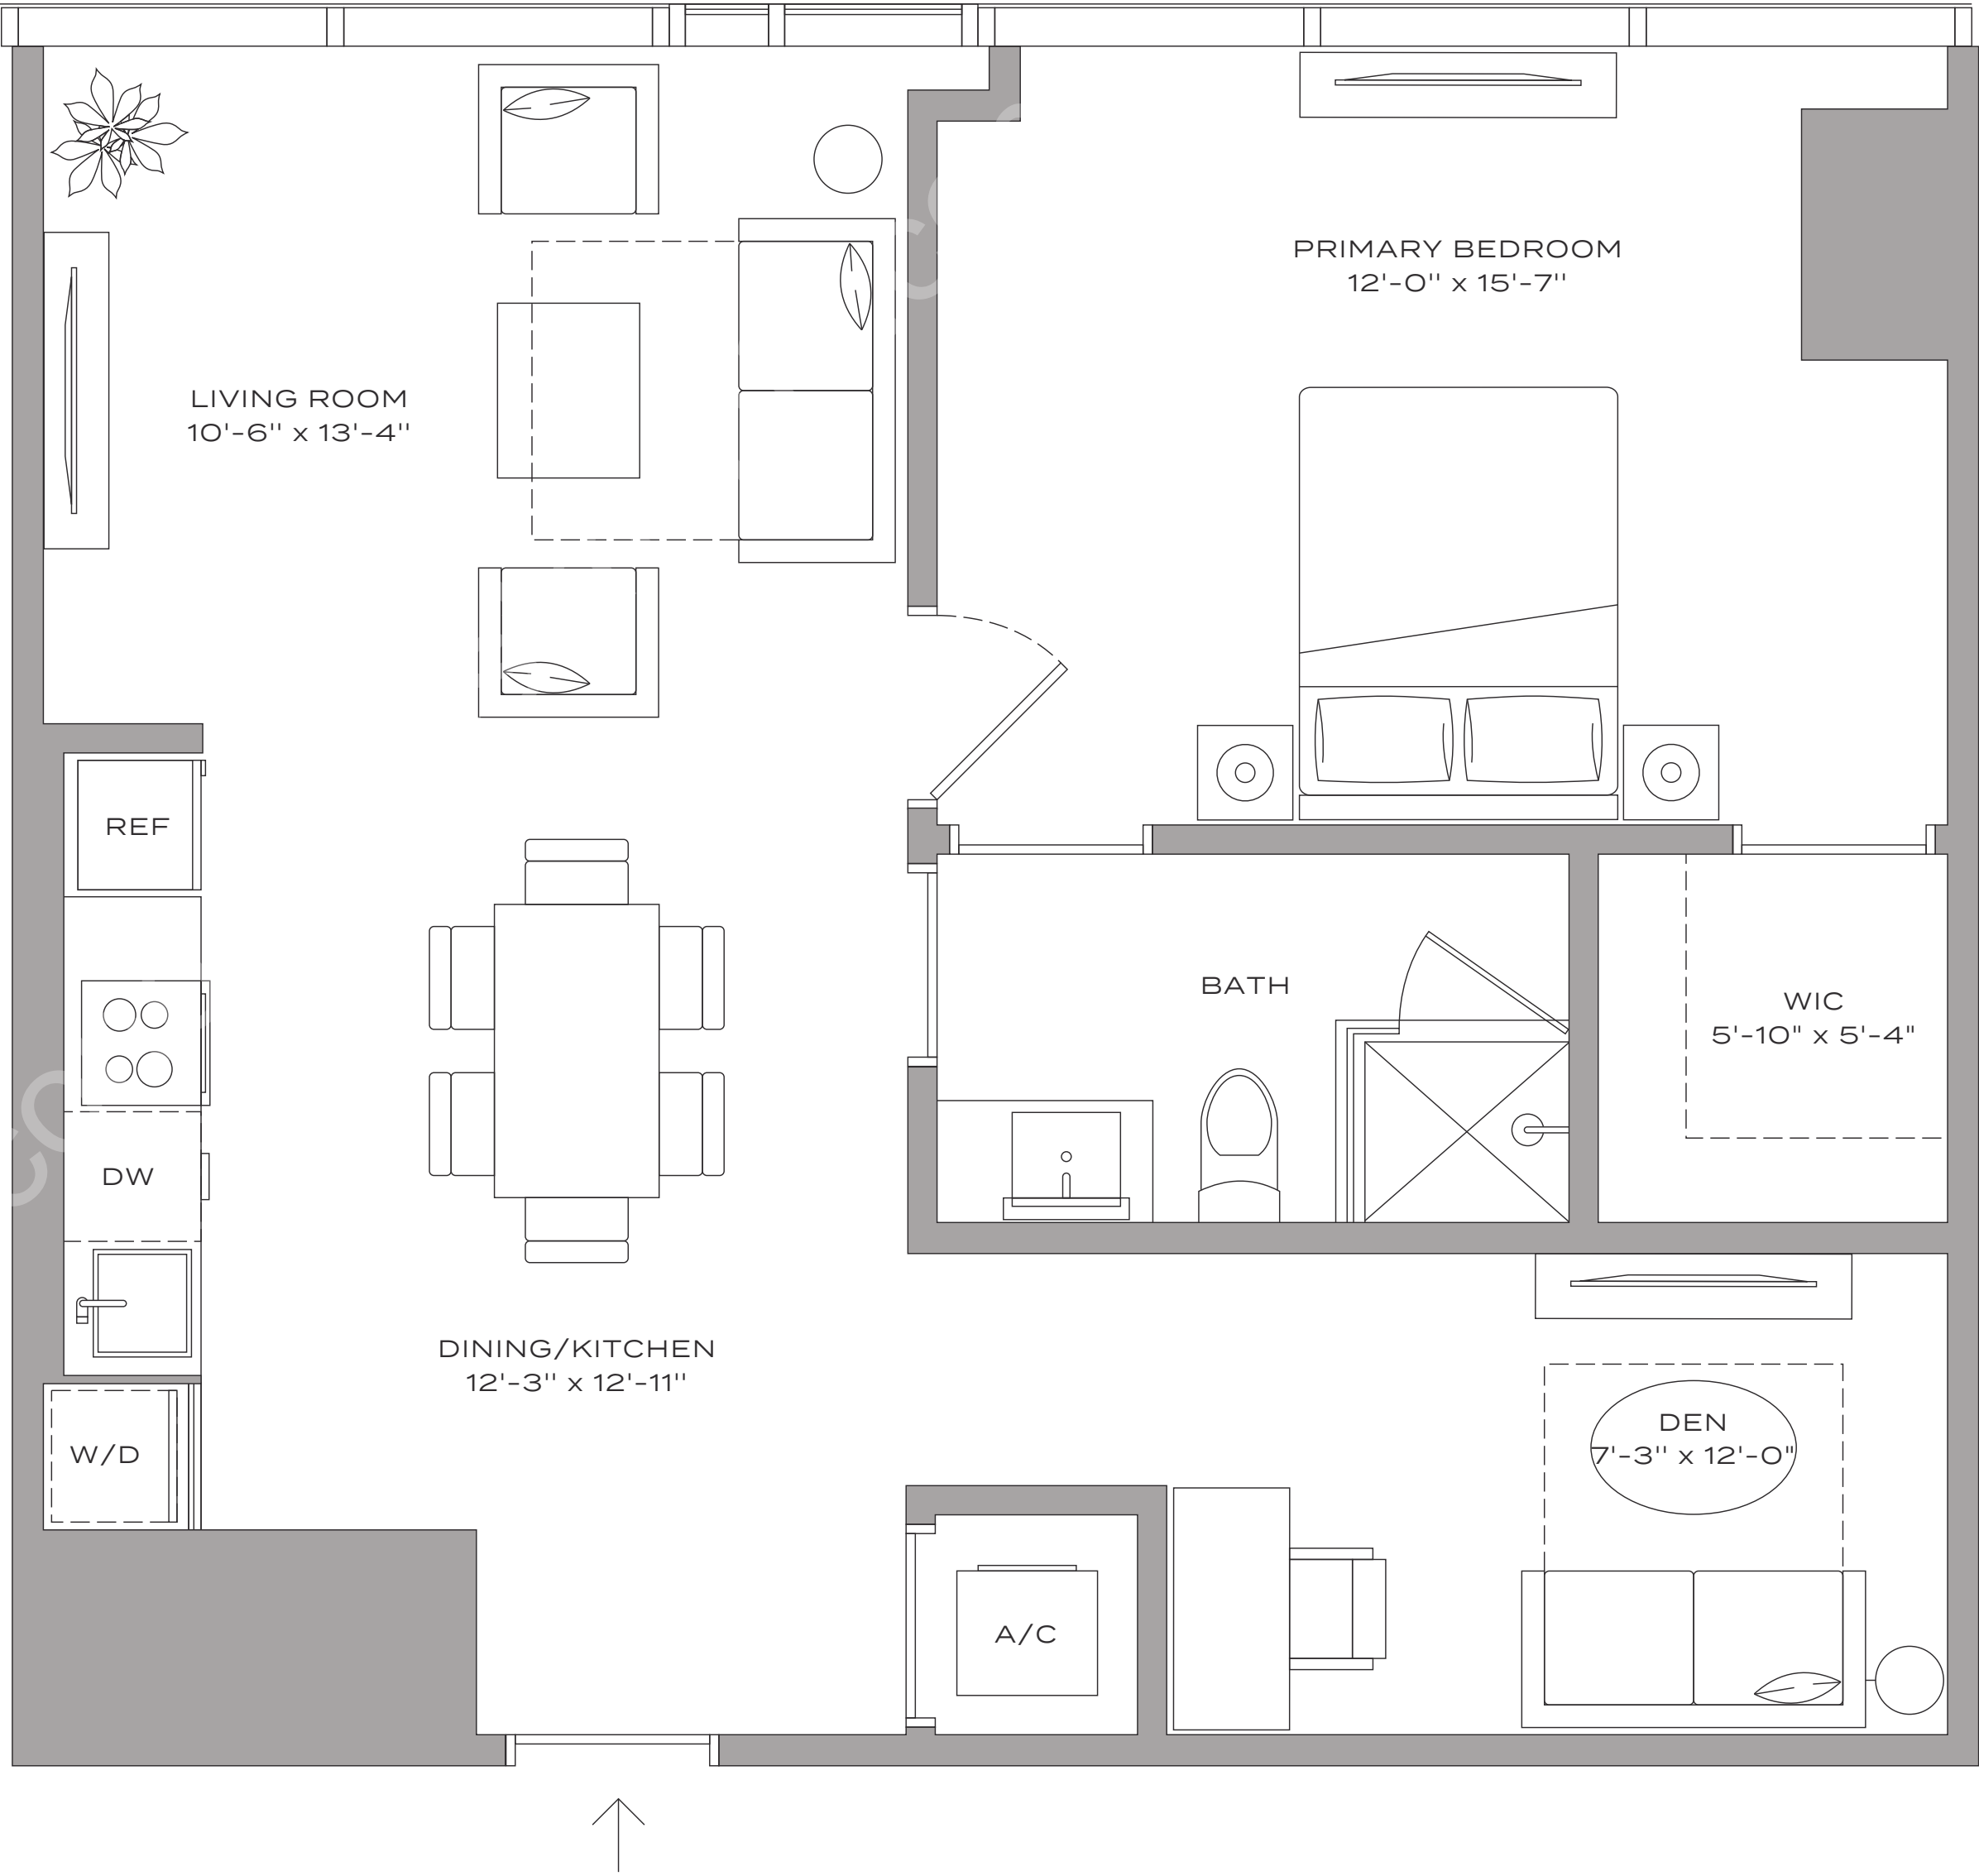 PRIMARY BEDROOM
12'-0'' x 15'-7''
LIVING ROOM
10'-6'' x 13'-4''
REF
BATH
WIC
5'-10" x 5'-4"
DW
DINING/KITCHEN
12'-3'' x 12'-11''
DEN
7'-3'' x 12'-0"
W/D
A/C